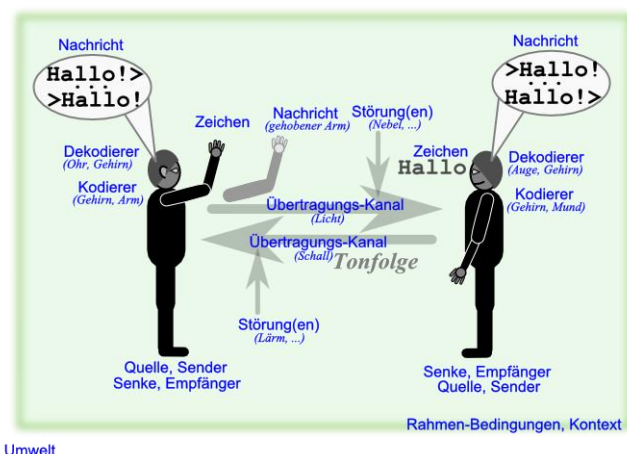 Nachricht
Hallo!>
...
>Hallo!
Nachricht
>Hallo!
...
Hallo!>
Zeichen
Nachricht
(gehobener Arm)
Störung(en)
(Nebel, ...)
Dekodierer
(Ohr, Gehirn)
Kodierer
(Gehirn, Arm)
Zeichen
Hallo
Dekodierer
(Auge, Gehirn)
Kodierer
(Gehirn, Mund)
Übertragungs-Kanal
(Licht)
Übertragungs-Kanal
(Schall)
Tonfolge
Störung(en)
(Lärm, ...)
Quelle, Sender
Senke, Empfänger
Senke, Empfänger
Quelle, Sender
Rahmen-Bedingungen, Kontext
Umwelt